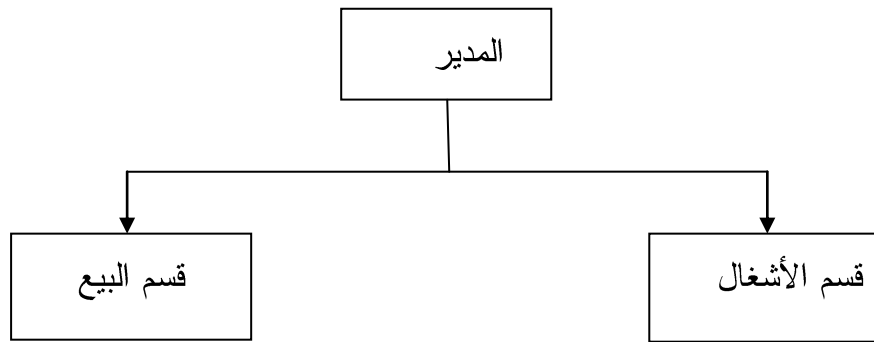 المدير
قسم الأشغال
قسم البيع